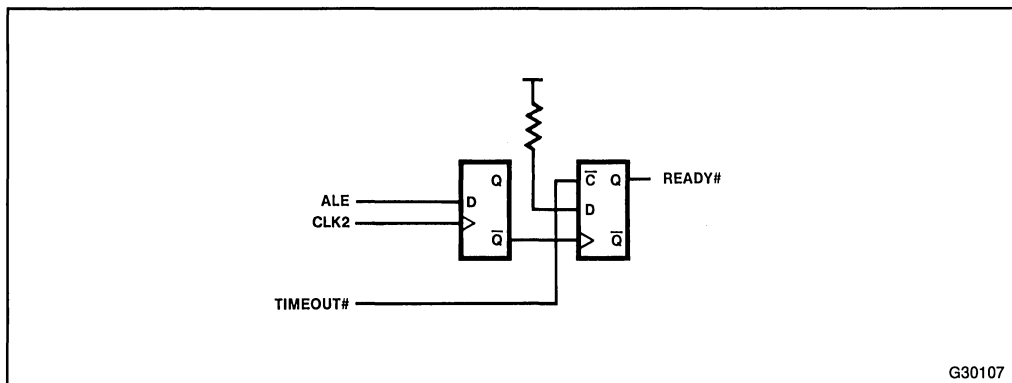 C̅ Q READY#
Q
ALE D D
CLK2
Q̅ Q̅
TIMEOUT#
G30107